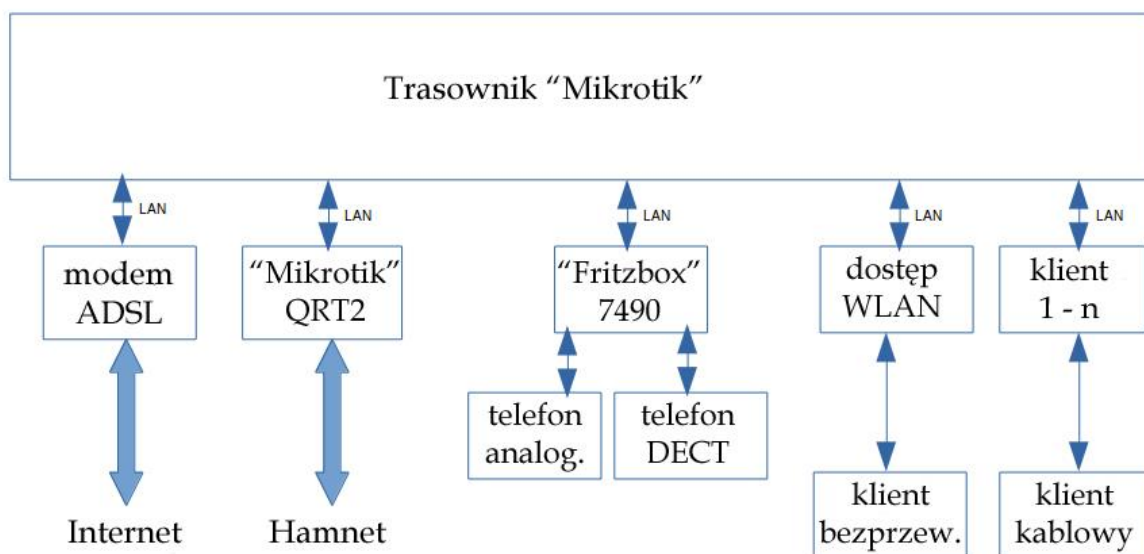 Trasownik “Mikrotik”
LAN
LAN
LAN
LAN
LAN
modem
ADSL
“Mikrotik”
QRT2
“Fritzbox”
7490
dostęp
WLAN
klient
1 - n
telefon
analog.
telefon
DECT
klient
bezprzew.
klient
kablowy
Internet
Hamnet